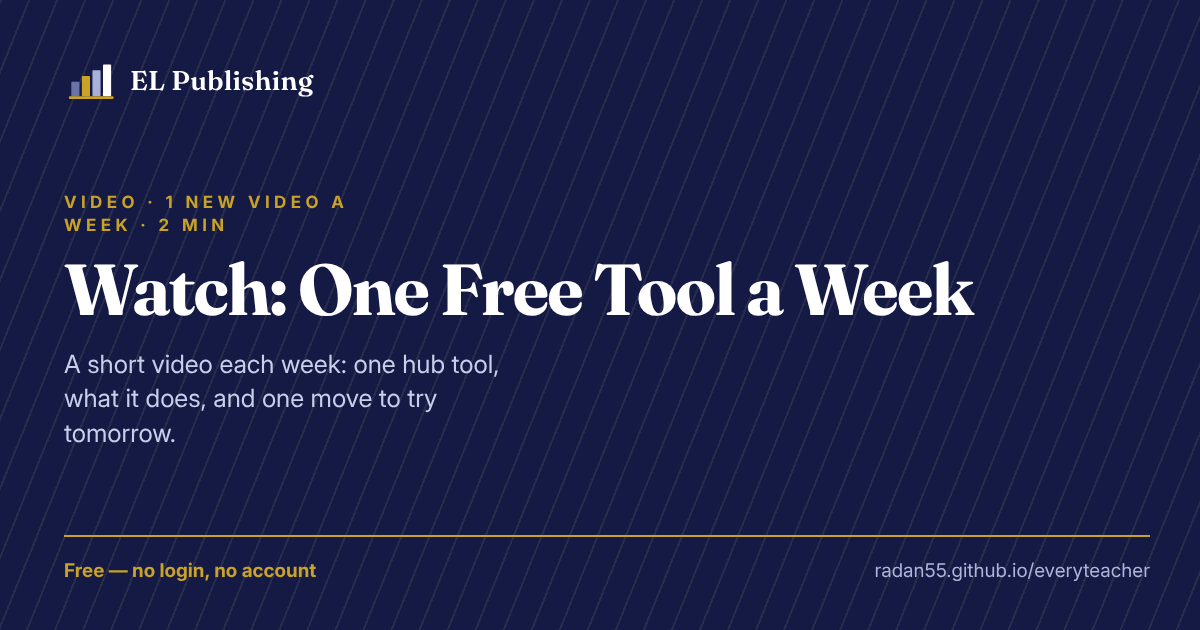 EL Publishing
VIDEO · 1 NEW VIDEO A
WEEK · 2 MIN
Watch: One Free Tool a Week
A short video each week: one hub tool,
what it does, and one move to try
tomorrow.
Free — no login, no account
radan55.github.io/everyteacher